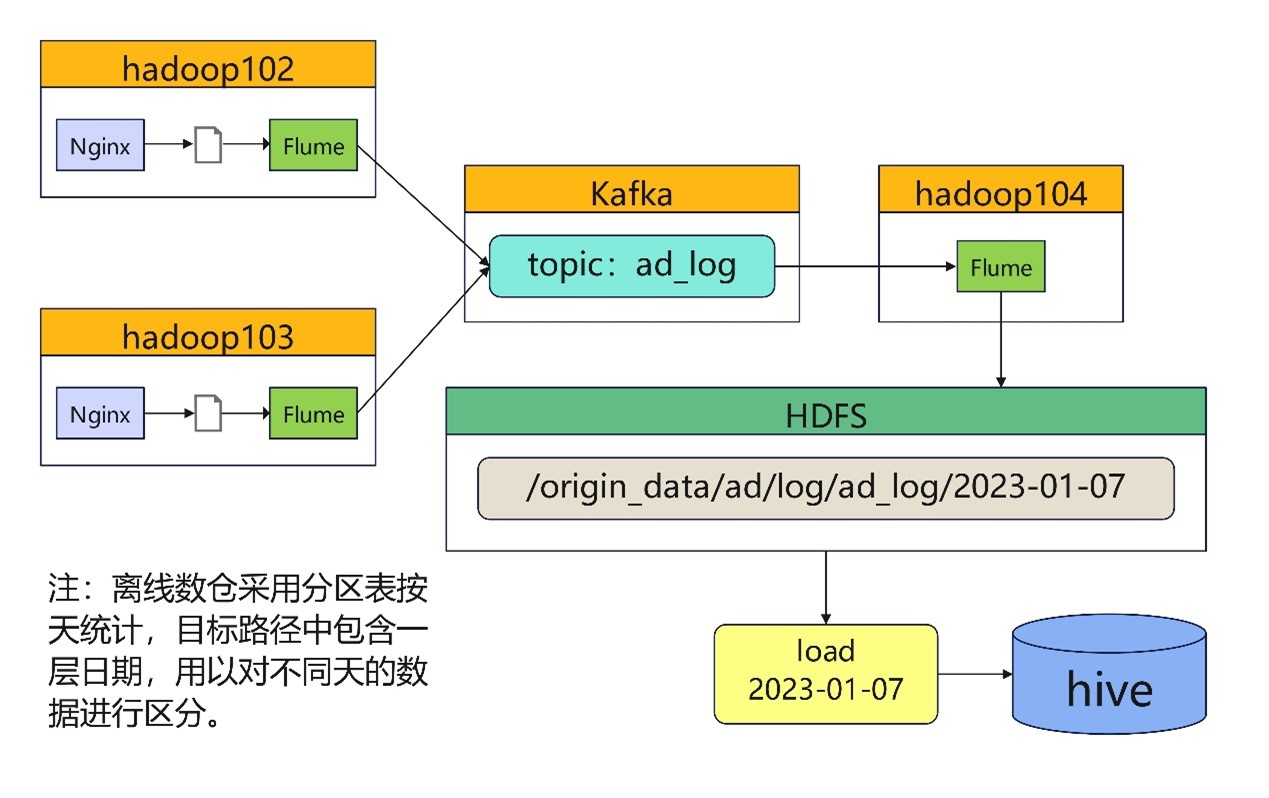 hadoop102
Nginx
Flume
Kafka
topic：ad_log
hadoop104
Flume
hadoop103
Nginx
Flume
HDFS
/origin_data/ad/log/ad_log/2023-01-07
注：离线数仓采用分区表按
天统计，目标路径中包含一
层日期，用以对不同天的数
据进行区分。
load
2023-01-07
hive